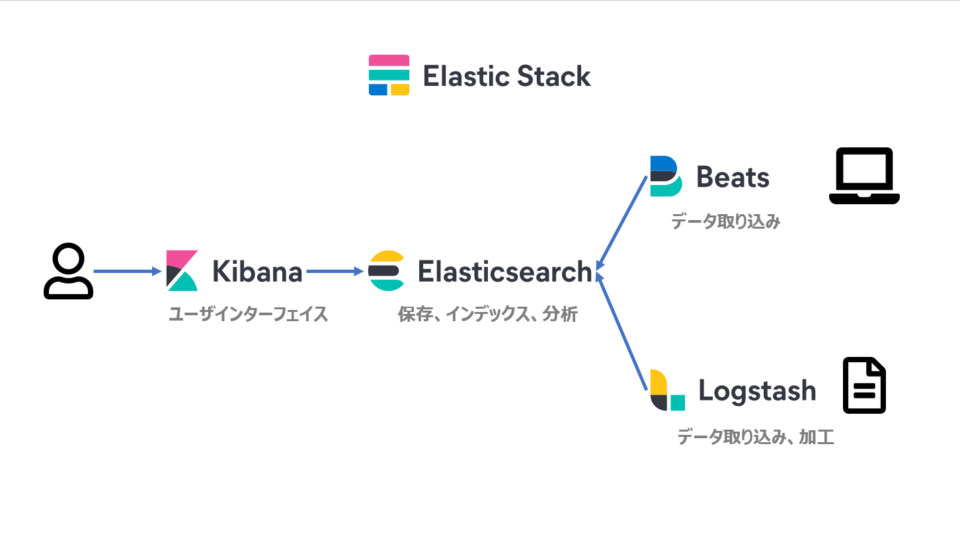 Elastic Stack
Beats
データ取り込み
Kibana
ユーザインターフェイス
Elasticsearch
保存、インデックス、分析
Logstash
データ取り込み、加工